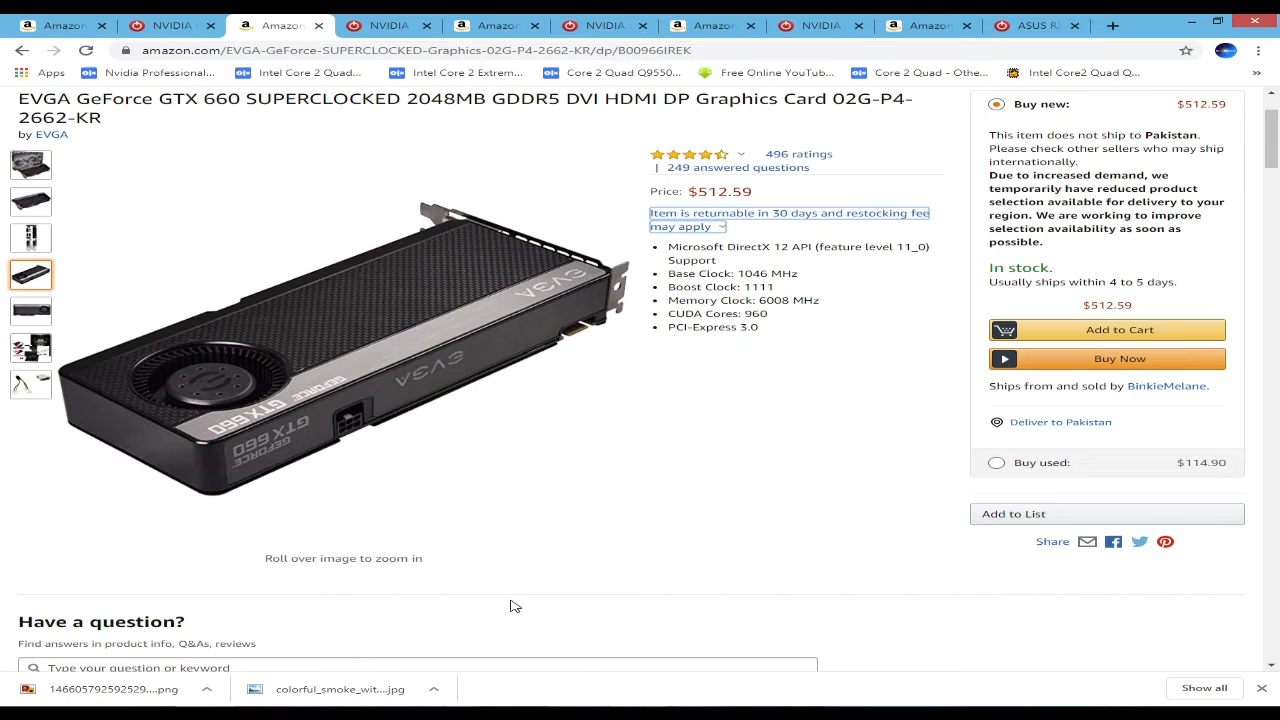 Amazon
NVIDIA
Amazon
NVIDIA
Amazon
NVIDIA
Amazon
NVIDIA
Amazon
ASUS R
amazon.com/EVGA-GeForce-SUPERCLOCKED-Graphics-02G-P4-2662-KR/dp/B00966IREK
Apps
Nvidia Professional...
Intel Core 2 Quad...
Intel Core 2 Extrem...
Core 2 Quad Q9550...
Free Online YouTub...
Core 2 Quad - Othe...
Intel Core2 Quad Q...
»
EVGA GeForce GTX 660 SUPERCLOCKED 2048MB GDDR5 DVI HDMI DP Graphics Card 02G-P4-
2662-KR
by EVGA
496 ratings
| 249 answered questions
Price: $512.59
Item is returnable in 30 days and restocking fee
may apply
• Microsoft DirectX 12 API (feature level 11_0)
Support
• Base Clock: 1046 MHz
• Boost Clock: 1111
• Memory Clock: 6008 MHz
• CUDA Cores: 960
• PCI-Express 3.0
EVGA
EVGA
GEFORCE
GTX 660
GEFORCE
GTX 660
Roll over image to zoom in
Buy new:
$512.59
This item does not ship to Pakistan.
Please check other sellers who may ship
internationally.
Due to increased demand, we
temporarily have reduced product
selection available for delivery to your
region. We are working to improve
selection availability as soon as
possible.
In stock.
Usually ships within 4 to 5 days.
$512.59
Add to Cart
Buy Now
Ships from and sold by BinkieMelane.
Deliver to Pakistan
Buy used:
$114.90
Add to List
Share
Have a question?
Find answers in product info, Q&As, reviews
Type your question or keyword
146605792592529....png
colorful_smoke_wit....jpg
Show all